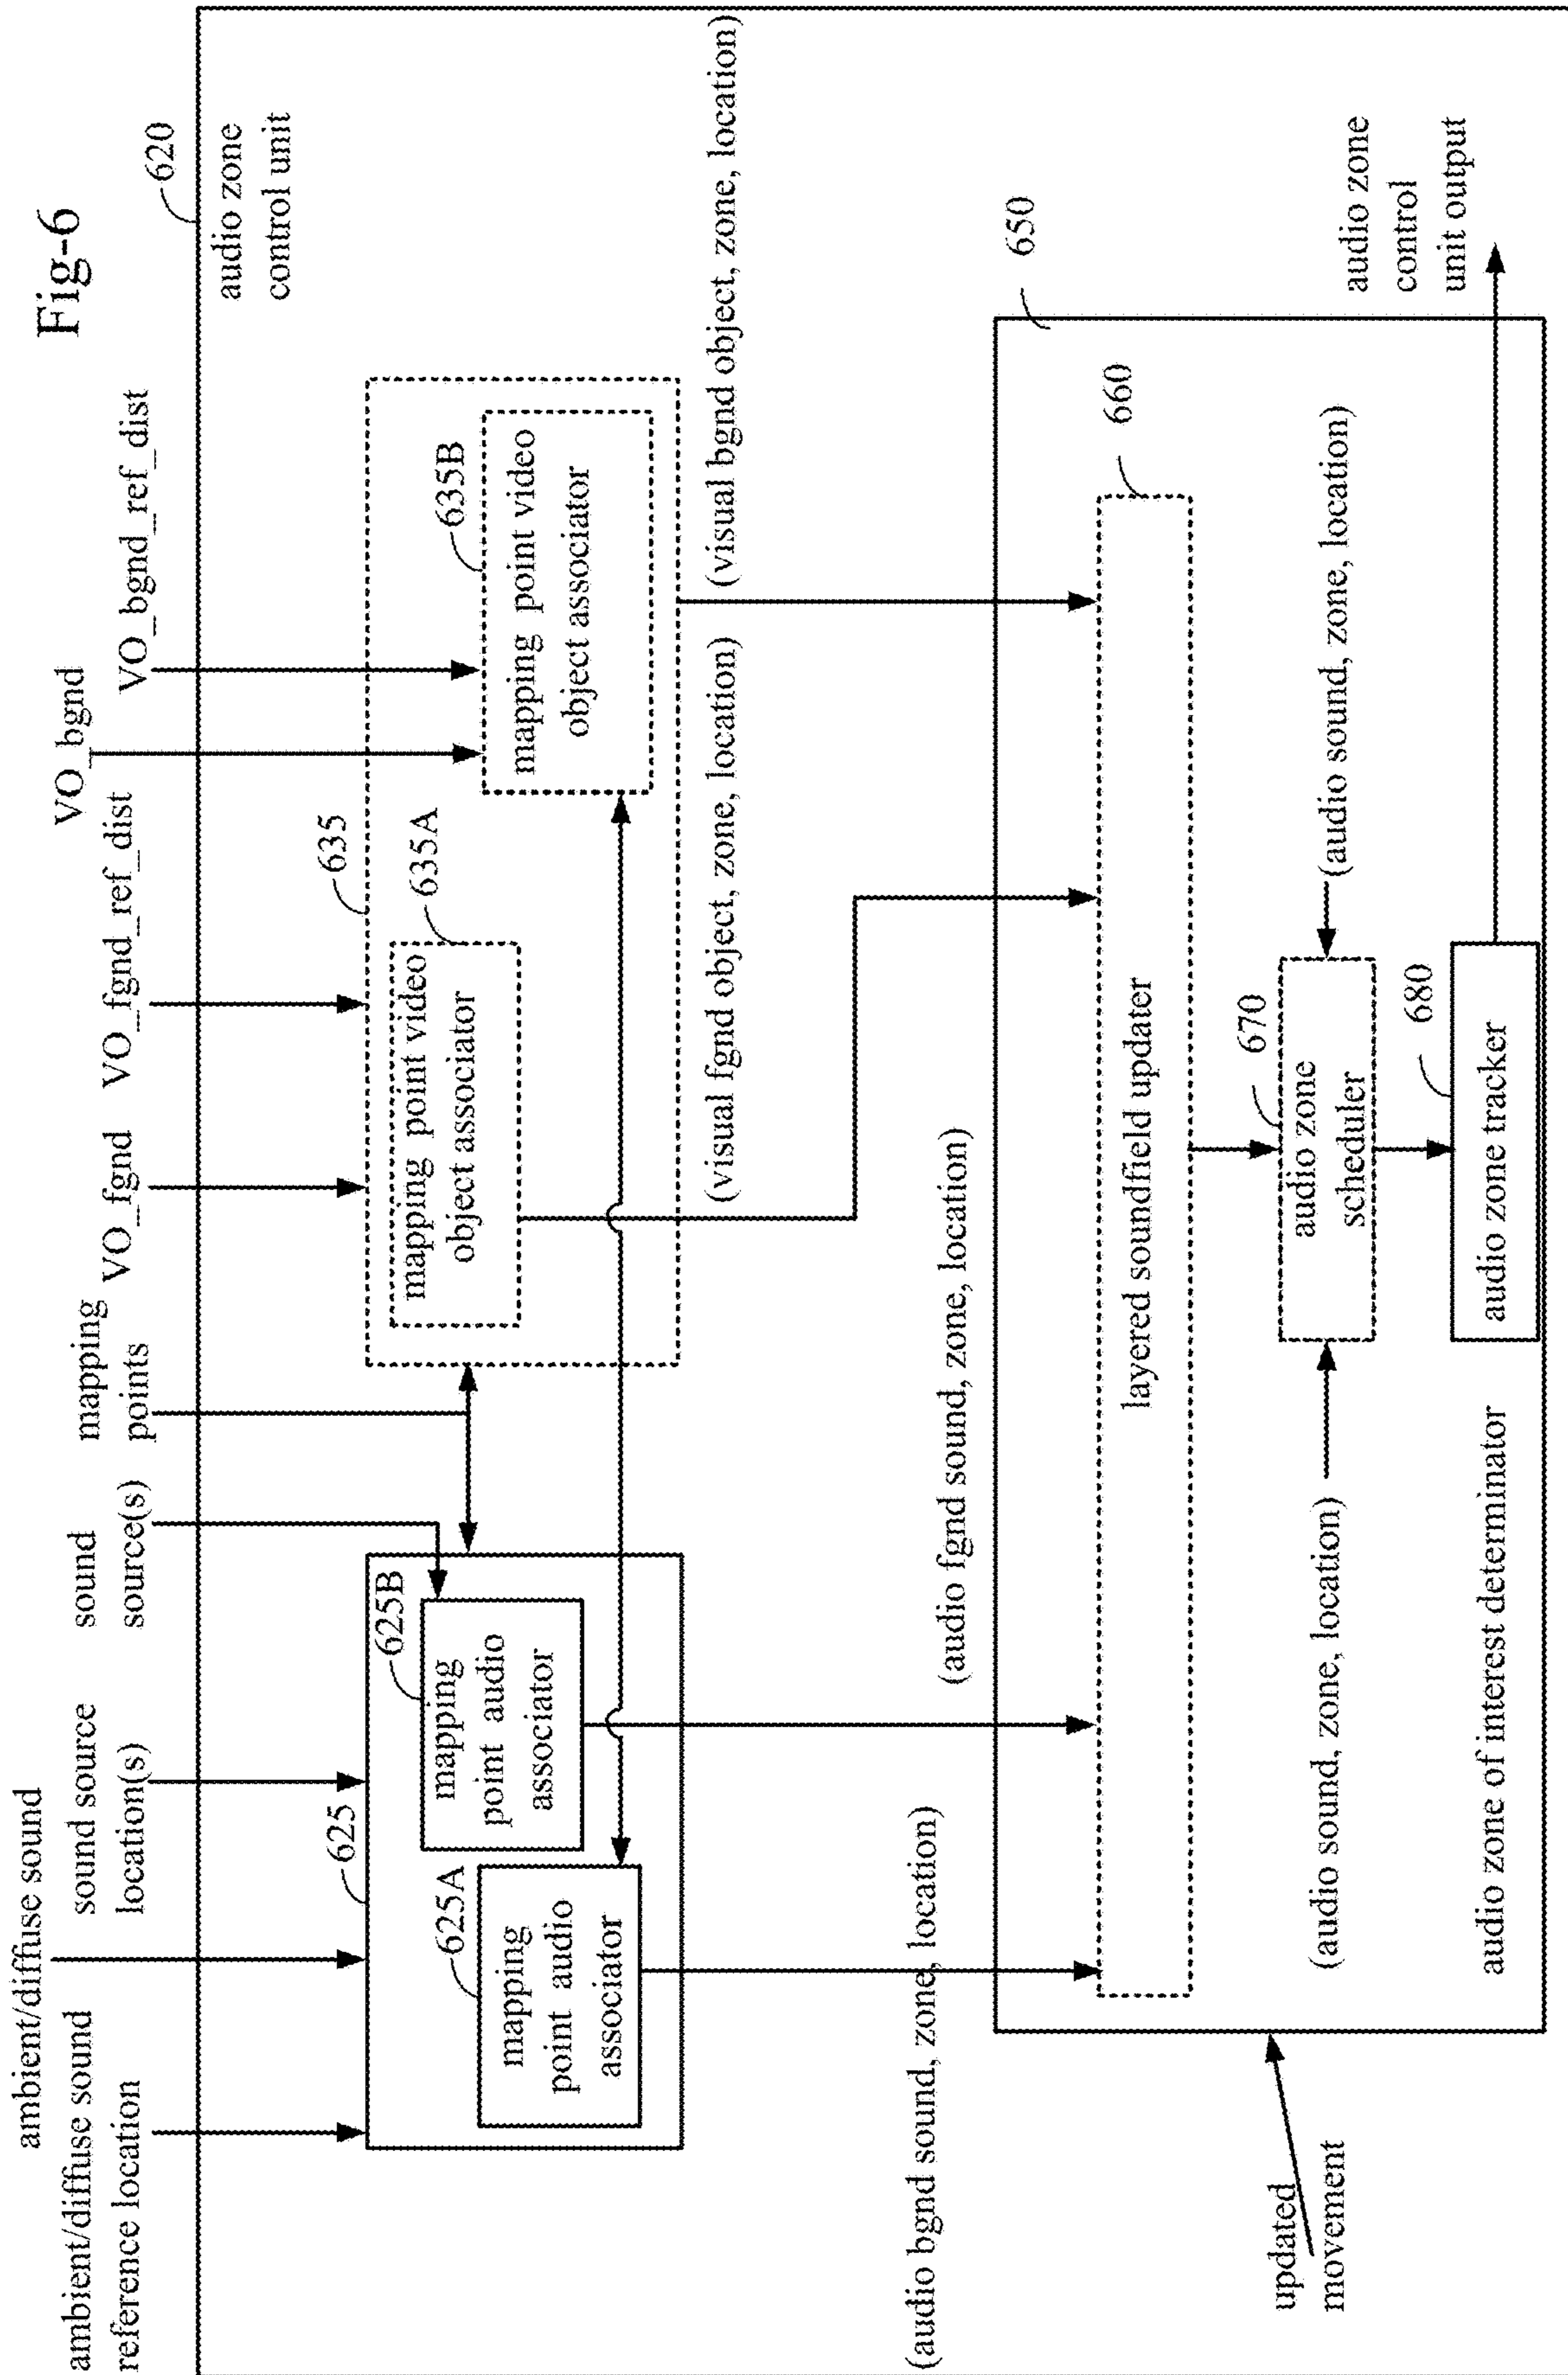 Fig-6
ambient/diffuse sound
ambient/diffuse sound
reference location
sound source
location(s)
sound
source(s)
mapping
points
VO_fgnd
VO_fgnd_ref_dist
VO_bgnd
VO_bgnd_ref_dist
620
audio zone
control unit
625
625A
mapping
point audio
associator
625B
mapping
point audio
associator
635
635A
mapping point video
object associator
635B
mapping point video
object associator
(audio bgnd sound, zone, location)
(audio fgnd sound, zone, location)
(visual fgnd object, zone, location)
(visual bgnd object, zone, location)
650
660
layered soundfield updater
updated
movement
(audio sound, zone, location)
670
audio zone
scheduler
(audio sound, zone, location)
680
audio zone tracker
audio zone of interest determinator
audio zone
control
unit output